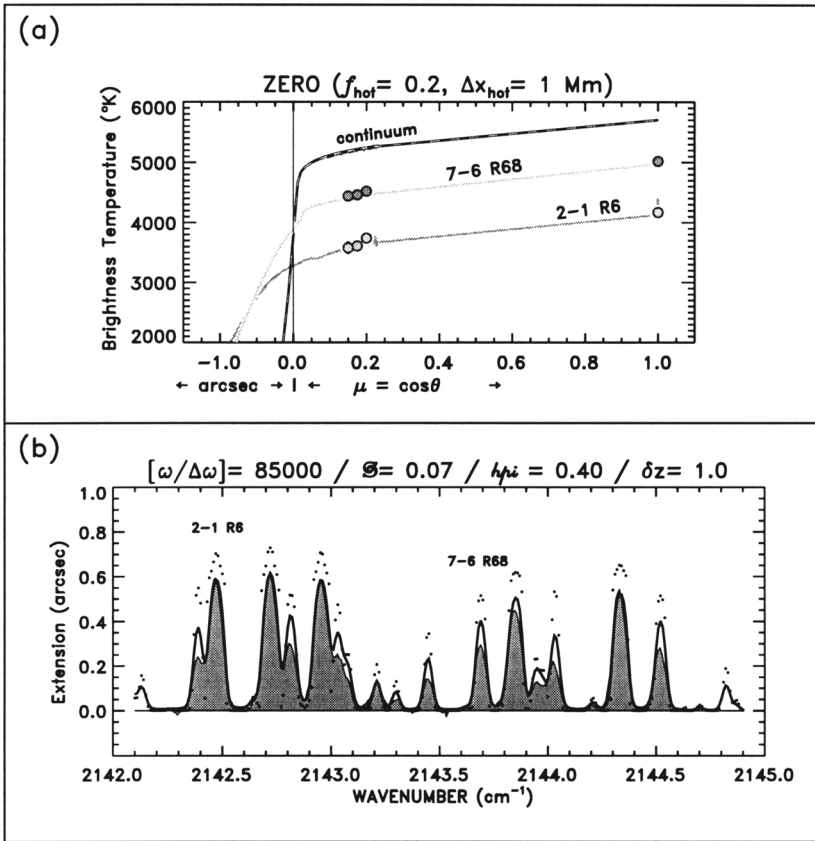 (a)
ZERO (f_hot = 0.2, Δx_hot = 1 Mm)
Brightness Temperature (°K)
6000
5000
4000
3000
2000
continuum
7-6 R68
2-1 R6
-1.0 0.0 0.2 0.4 0.6 0.8 1.0
← arcsec → | ← μ = cosθ →
(b)
[ω/Δω]= 85000 / 𝕾= 0.07 / hpi = 0.40 / δz= 1.0
Extension (arcsec)
1.0
0.8
0.6
0.4
0.2
0.0
2-1 R6
7-6 R68
2142.0 2142.5 2143.0 2143.5 2144.0 2144.5 2145.0
WAVENUMBER (cm⁻¹)